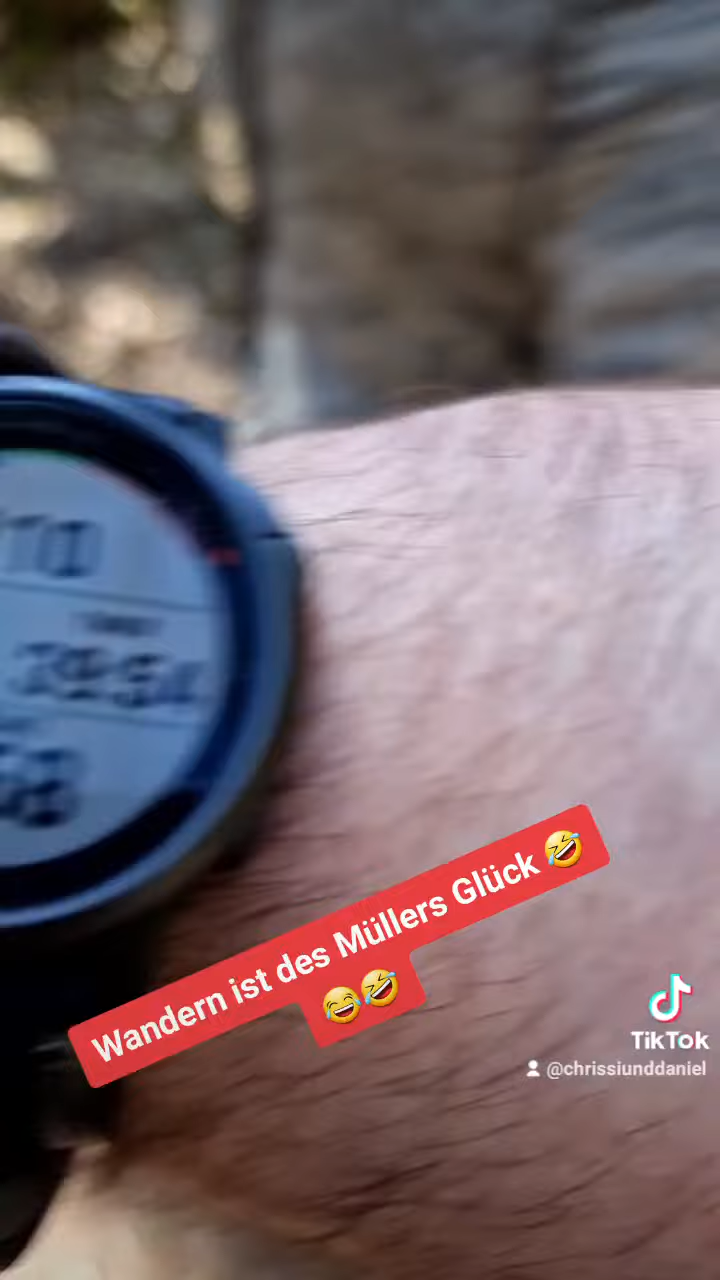 Wandern ist des Müllers Glück 🤣
😂🤣
TikTok
@chrissiunddaniel